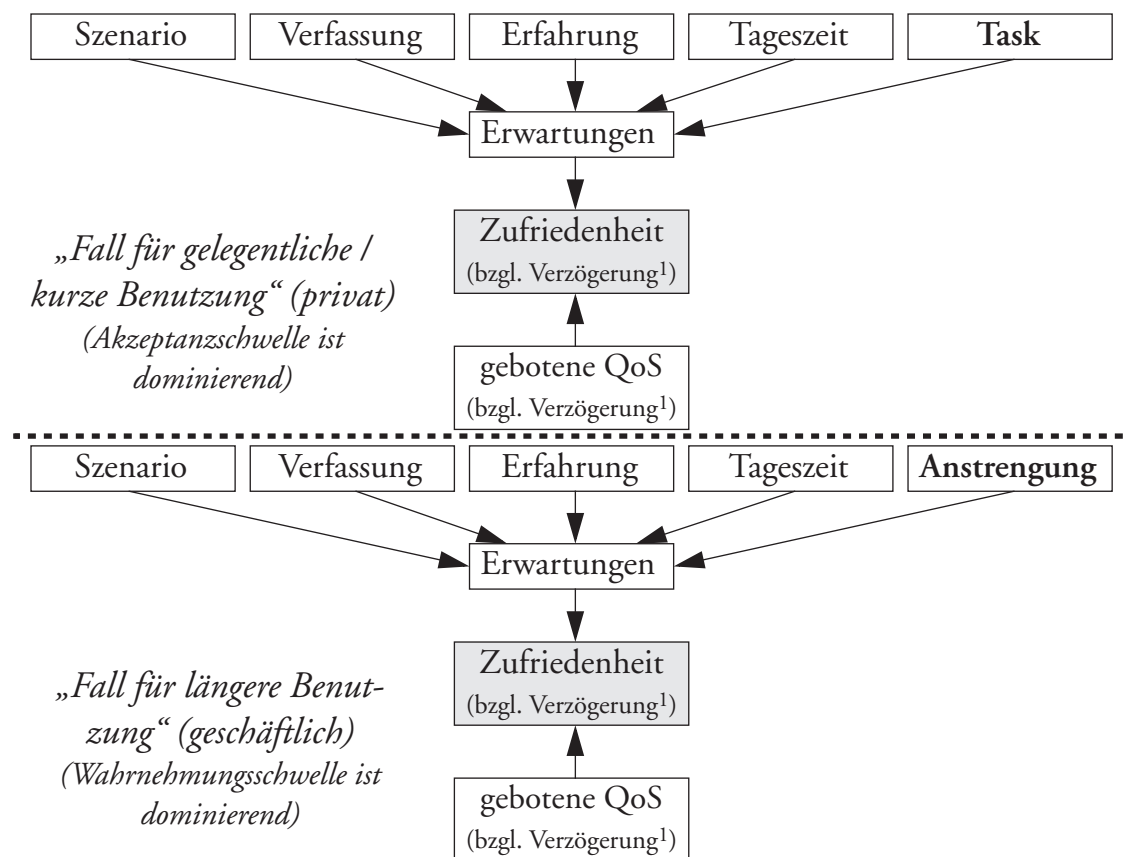 Szenario
Verfassung
Erfahrung
Tageszeit
Task
Erwartungen
Zufriedenheit
(bzgl. Verzögerung1)
„Fall für gelegentliche /
kurze Benutzung“ (privat)
(Akzeptanzschwelle ist
dominierend)
gebotene QoS
(bzgl. Verzögerung1)
Szenario
Verfassung
Erfahrung
Tageszeit
Anstrengung
Erwartungen
Zufriedenheit
(bzgl. Verzögerung1)
„Fall für längere Benut-
zung“ (geschäftlich)
(Wahrnehmungsschwelle ist
dominierend)
gebotene QoS
(bzgl. Verzögerung1)